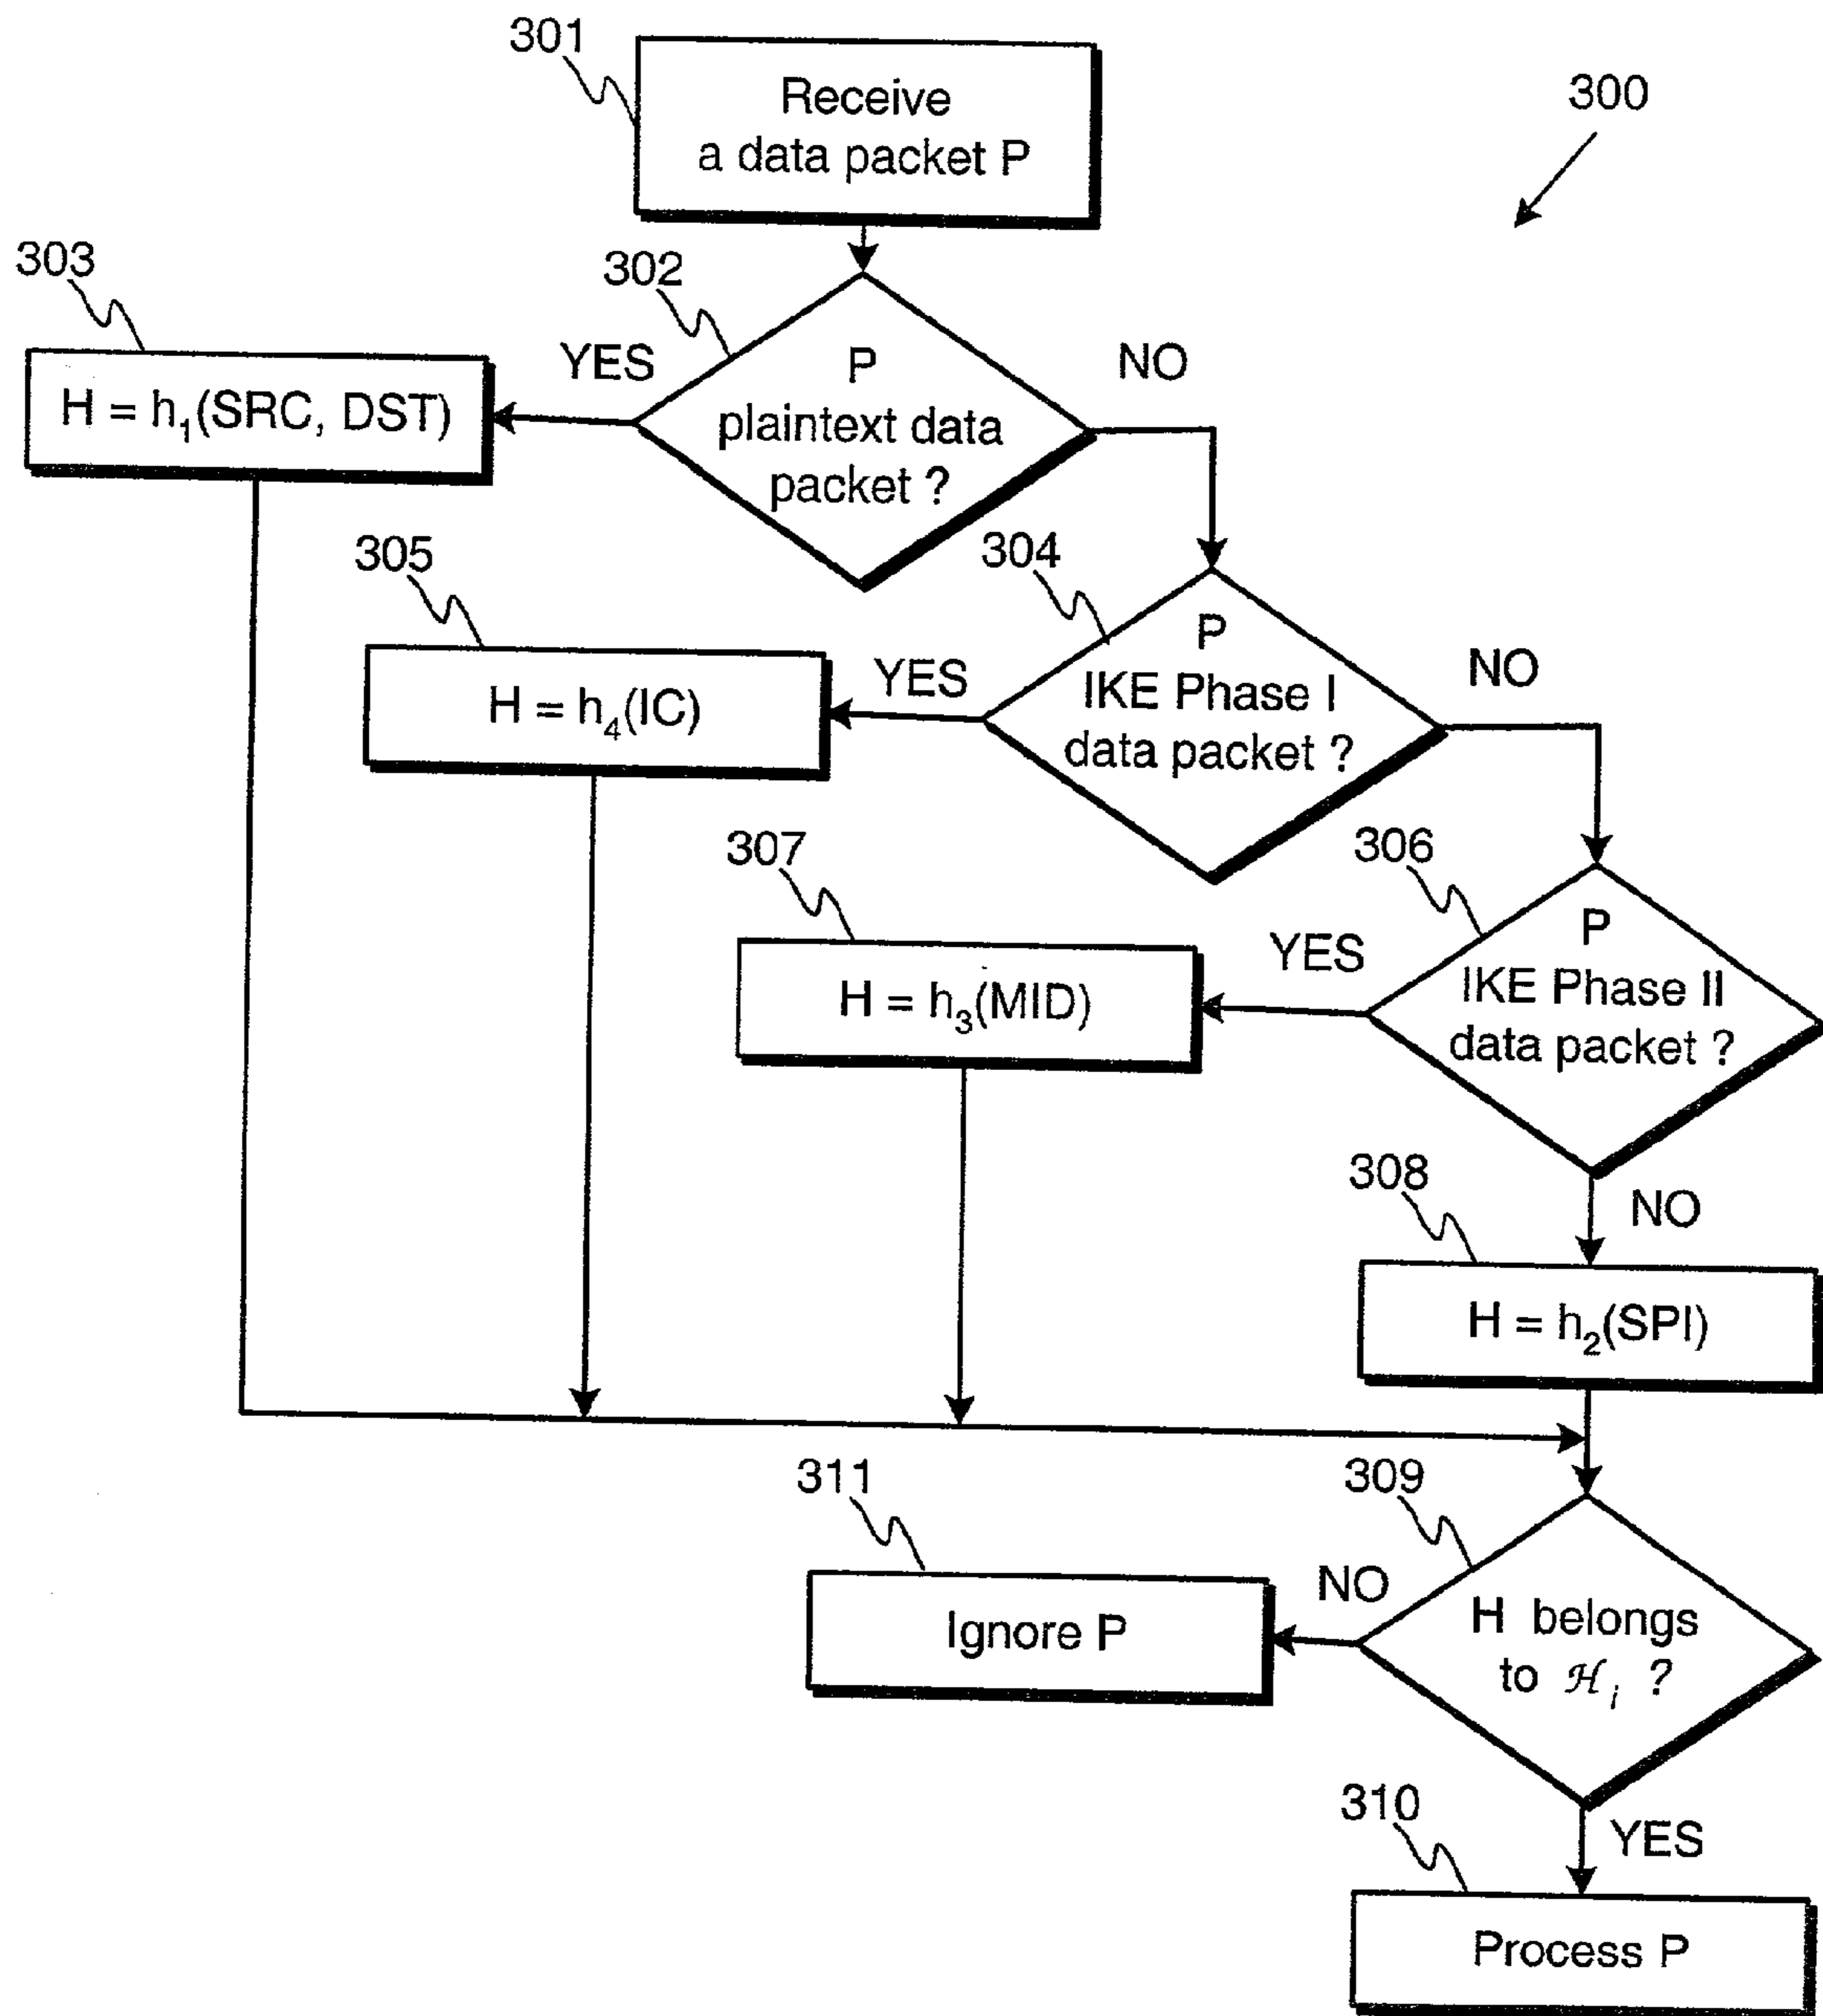 301
Receive
a data packet P
300
303
302
H = h₁(SRC, DST)
YES
P
plaintext data
packet ?
NO
305
304
H = h₄(IC)
YES
P
IKE Phase I
data packet ?
NO
307
306
H = h₃(MID)
YES
P
IKE Phase II
data packet ?
308
NO
H = h₂(SPI)
311
309
Ignore P
NO
H belongs
to ℋᵢ ?
310
YES
Process P